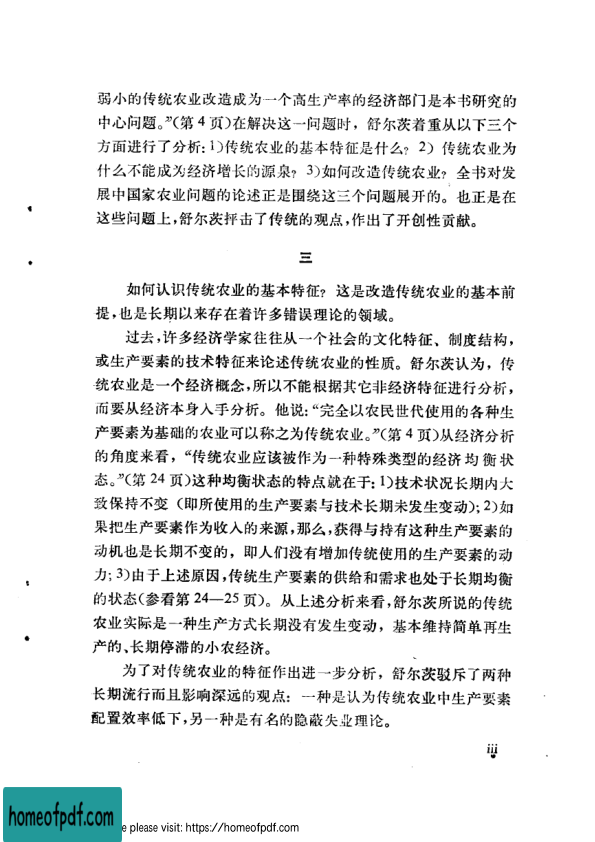 弱小的传统农业改造成为一个高生产率的经济部门是本书研究的
中心问题。”(第 4 页)在解决这一问题时，舒尔茨着重从以下三个
方面进行了分析：1)传统农业的基本特征是什么？2) 传统农业为
什么不能成为经济增长的源泉？3)如何改造传统农业？全书对发
展中国家农业问题的论述正是围绕这三个问题展开的。也正是在
这些问题上，舒尔茨抨击了传统的观点，作出了开创性贡献。
三
如何认识传统农业的基本特征？这是改造传统农业的基本前
提，也是长期以来存在着许多错误理论的领域。
过去，许多经济学家往往从一个社会的文化特征、制度结构，
或生产要素的技术特征来论述传统农业的性质。舒尔茨认为，传
统农业是一个经济概念，所以不能根据其它非经济特征进行分析，
而要从经济本身入手分析。他说：“完全以农民世代使用的各种生
产要素为基础的农业可以称之为传统农业。”(第 4 页)从经济分析
的角度来看，“传统农业应该被作为一种特殊类型的经济均衡状
态。”(第 24 页)这种均衡状态的特点就在于：1)技术状况长期内大
致保持不变（即所使用的生产要素与技术长期未发生变动)；2)如
果把生产要素作为收入的来源，那么，获得与持有这种生产要素的
动机也是长期不变的，即人们没有增加传统使用的生产要素的动
力；3)由于上述原因，传统生产要素的供给和需求也处于长期均衡
的状态(参看第 24—25 页)。从上述分析来看，舒尔茨所说的传统
农业实际是一种生产方式长期没有发生变动，基本维持简单再生
产的、长期停滞的小农经济。
为了对传统农业的特征作出进一步分析，舒尔茨驳斥了两种
长期流行而且影响深远的观点：一种是认为传统农业中生产要素
配置效率低下，另一种是有名的隐蔽失业理论。
iii
homeofpdf.com
e please visit: https://homeofpdf.com